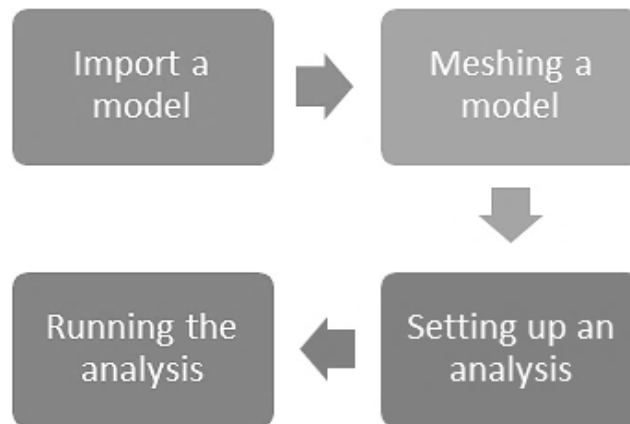 Import a
model
Meshing a
model
Setting up an
analysis
Running the
analysis